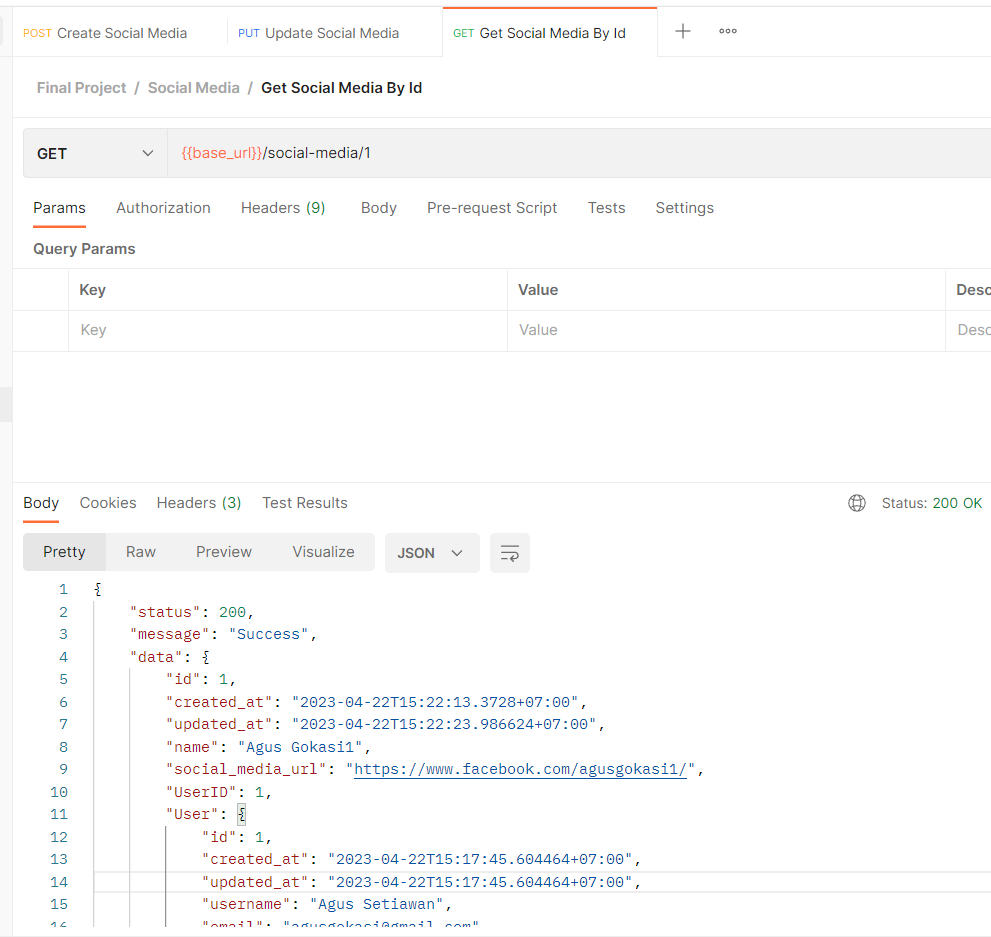 POST Create Social Media PUT Update Social Media GET Get Social Media By Id
Final Project / Social Media / Get Social Media By Id
GET {{base_url}}/social-media/1
Params Authorization Headers (9) Body Pre-request Script Tests Settings
Query Params
Key Value Desc
Key Value Desc
Body Cookies Headers (3) Test Results Status: 200 OK
Pretty Raw Preview Visualize JSON
1 {
2 "status": 200,
3 "message": "Success",
4 "data": {
5 "id": 1,
6 "created_at": "2023-04-22T15:22:13.3728+07:00",
7 "updated_at": "2023-04-22T15:22:23.986624+07:00",
8 "name": "Agus Gokasi1",
9 "social_media_url": "https://www.facebook.com/agusgokasi1/",
10 "UserID": 1,
11 "User": {
12 "id": 1,
13 "created_at": "2023-04-22T15:17:45.604464+07:00",
14 "updated_at": "2023-04-22T15:17:45.604464+07:00",
15 "username": "Agus Setiawan",
16 "email": "agusgokasi@gmail.com"